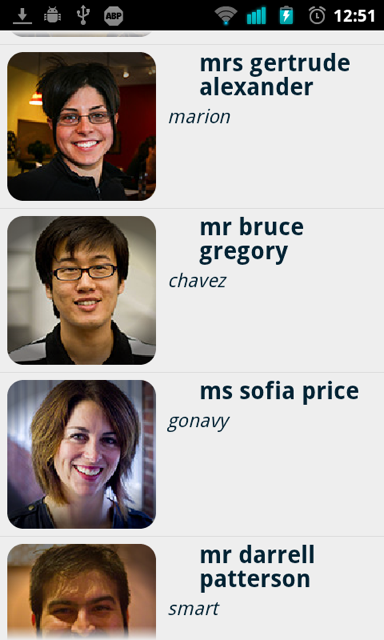 ABP
12:51
mrs gertrude
alexander
marion
mr bruce
gregory
chavez
ms sofia price
gonavy
mr darrell
patterson
smart